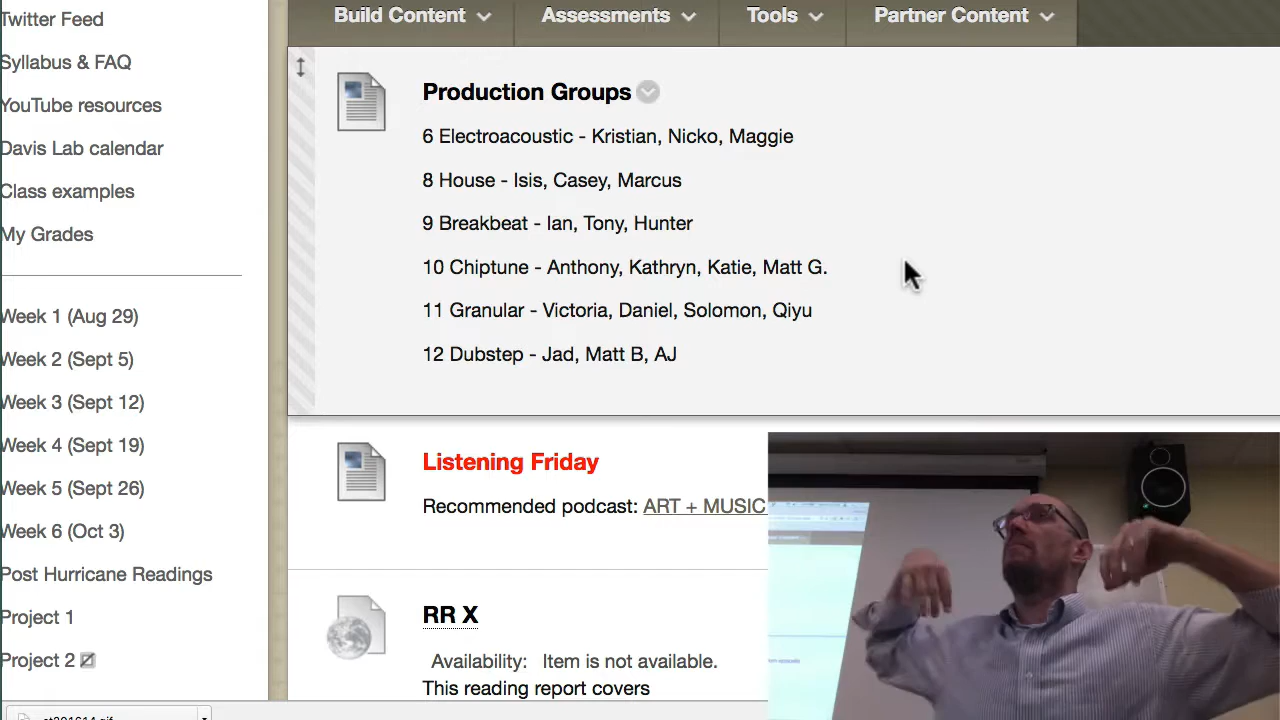 Twitter Feed
Syllabus & FAQ
YouTube resources
Davis Lab calendar
Class examples
My Grades
Week 1 (Aug 29)
Week 2 (Sept 5)
Week 3 (Sept 12)
Week 4 (Sept 19)
Week 5 (Sept 26)
Week 6 (Oct 3)
Post Hurricane Readings
Project 1
Project 2
Build Content
Assessments
Tools
Partner Content
Production Groups
6 Electroacoustic - Kristian, Nicko, Maggie
8 House - Isis, Casey, Marcus
9 Breakbeat - Ian, Tony, Hunter
10 Chiptune - Anthony, Kathryn, Katie, Matt G.
11 Granular - Victoria, Daniel, Solomon, Qiyu
12 Dubstep - Jad, Matt B, AJ
Listening Friday
Recommended podcast: ART + MUSIC
RR X
Availability: Item is not available.
This reading report covers